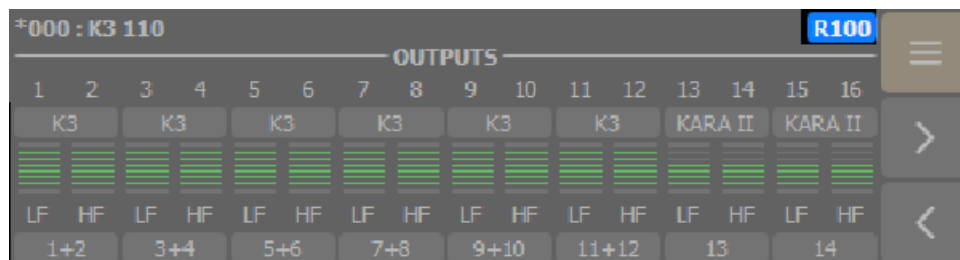 *000 : K3 110 R100
OUTPUTS
1 2 3 4 5 6 7 8 9 10 11 12 13 14 15 16
K3 K3 K3 K3 K3 K3 KARA II KARA II
LF HF LF HF LF HF LF HF LF HF LF HF LF HF LF HF
1+2 3+4 5+6 7+8 9+10 11+12 13 14